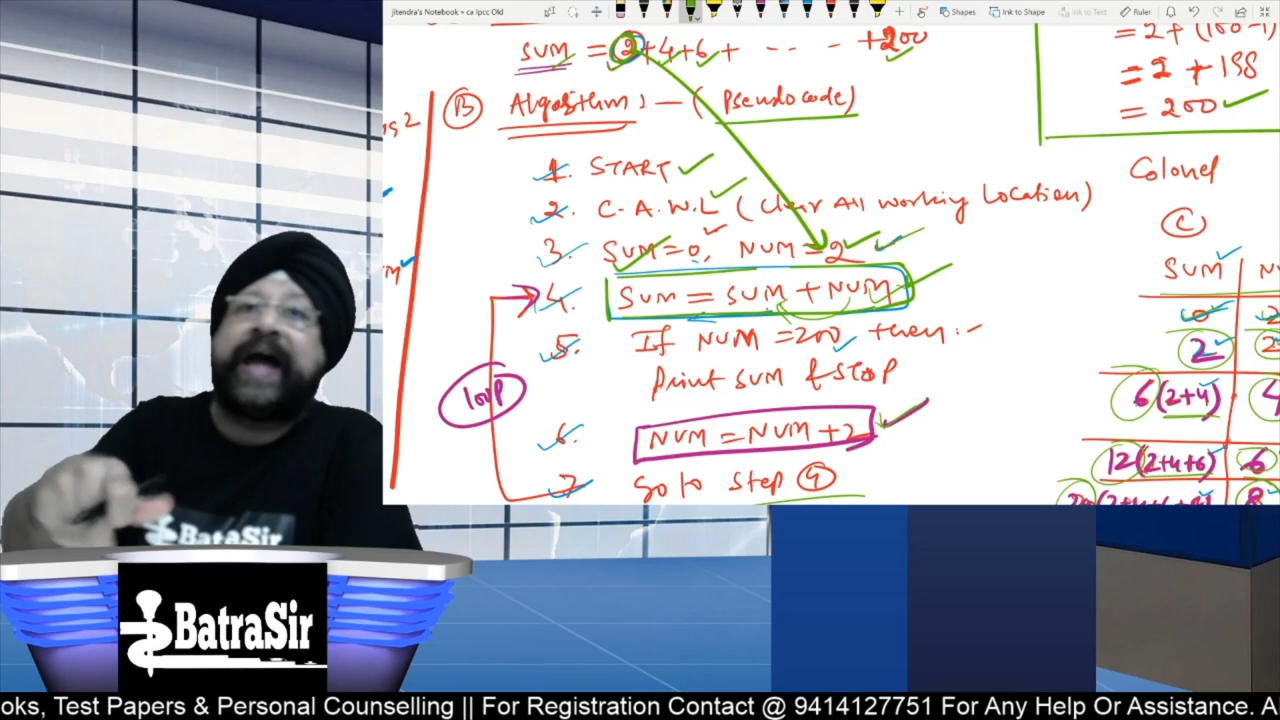 jitendra's Notebook » ca Ipcc Old
Shapes
Ink to Shape
Ink to Text
Ruler
SUM = 2+4+6+ ---- +200
= 2 + 198
= 200
B Algorithm :- (Pseudocode)
1. START
2. C.A.W.L (Clear All Working Location)
3. SUM=0, NUM=2
4. SUM = SUM + NUM
5. If NUM =200 then:-
Print SUM & Stop
6. NUM = NUM +2
7. Go to Step 4
loop
C
SUM
0
2 2
6 (2+4) 4
12 (2+4+6) 6
8
BatraSir
BatraSir
oks, Test Papers & Personal Counselling || For Registration Contact @ 9414127751 For Any Help Or Assistance. A